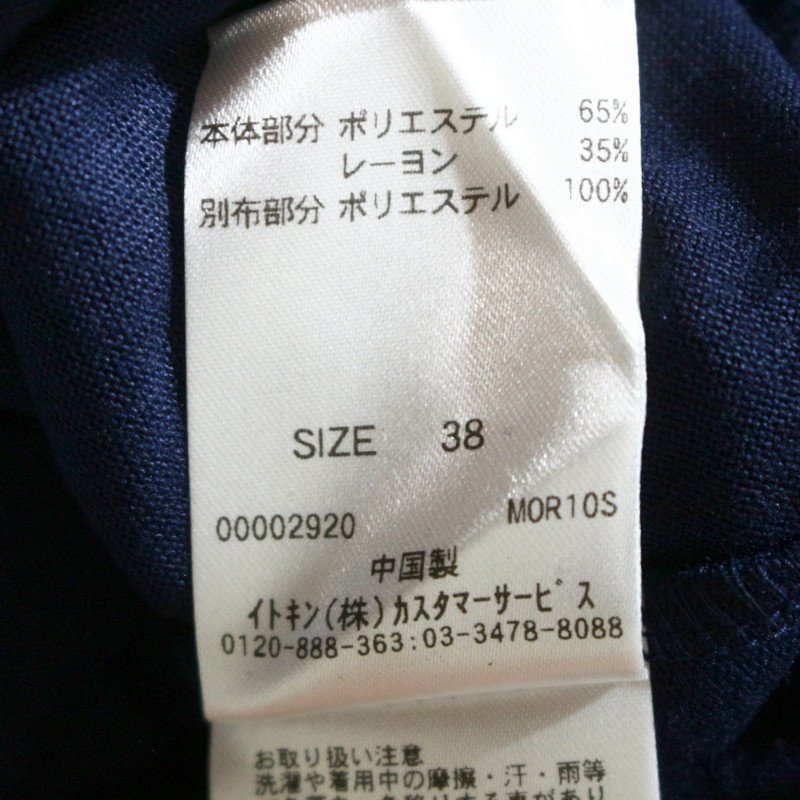 本体部分 ポリエステル 65%
レーヨン 35%
別布部分 ポリエステル 100%
SIZE 38
00002920 MOR10S
中国製
イトキン(株)カスタマーサービス
0120-888-363:03-3478-8088
お取り扱い注意
洗濯や着用中の摩擦・汗・雨等